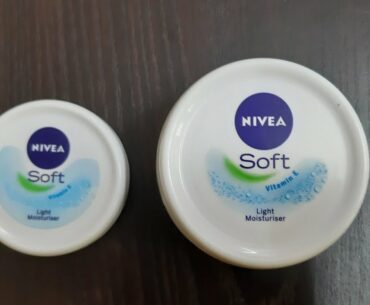 NIVEA
Soft
Vitamin E
Light
Moisturiser
NIVEA
Soft
Vitamin E
Light
Moisturiser